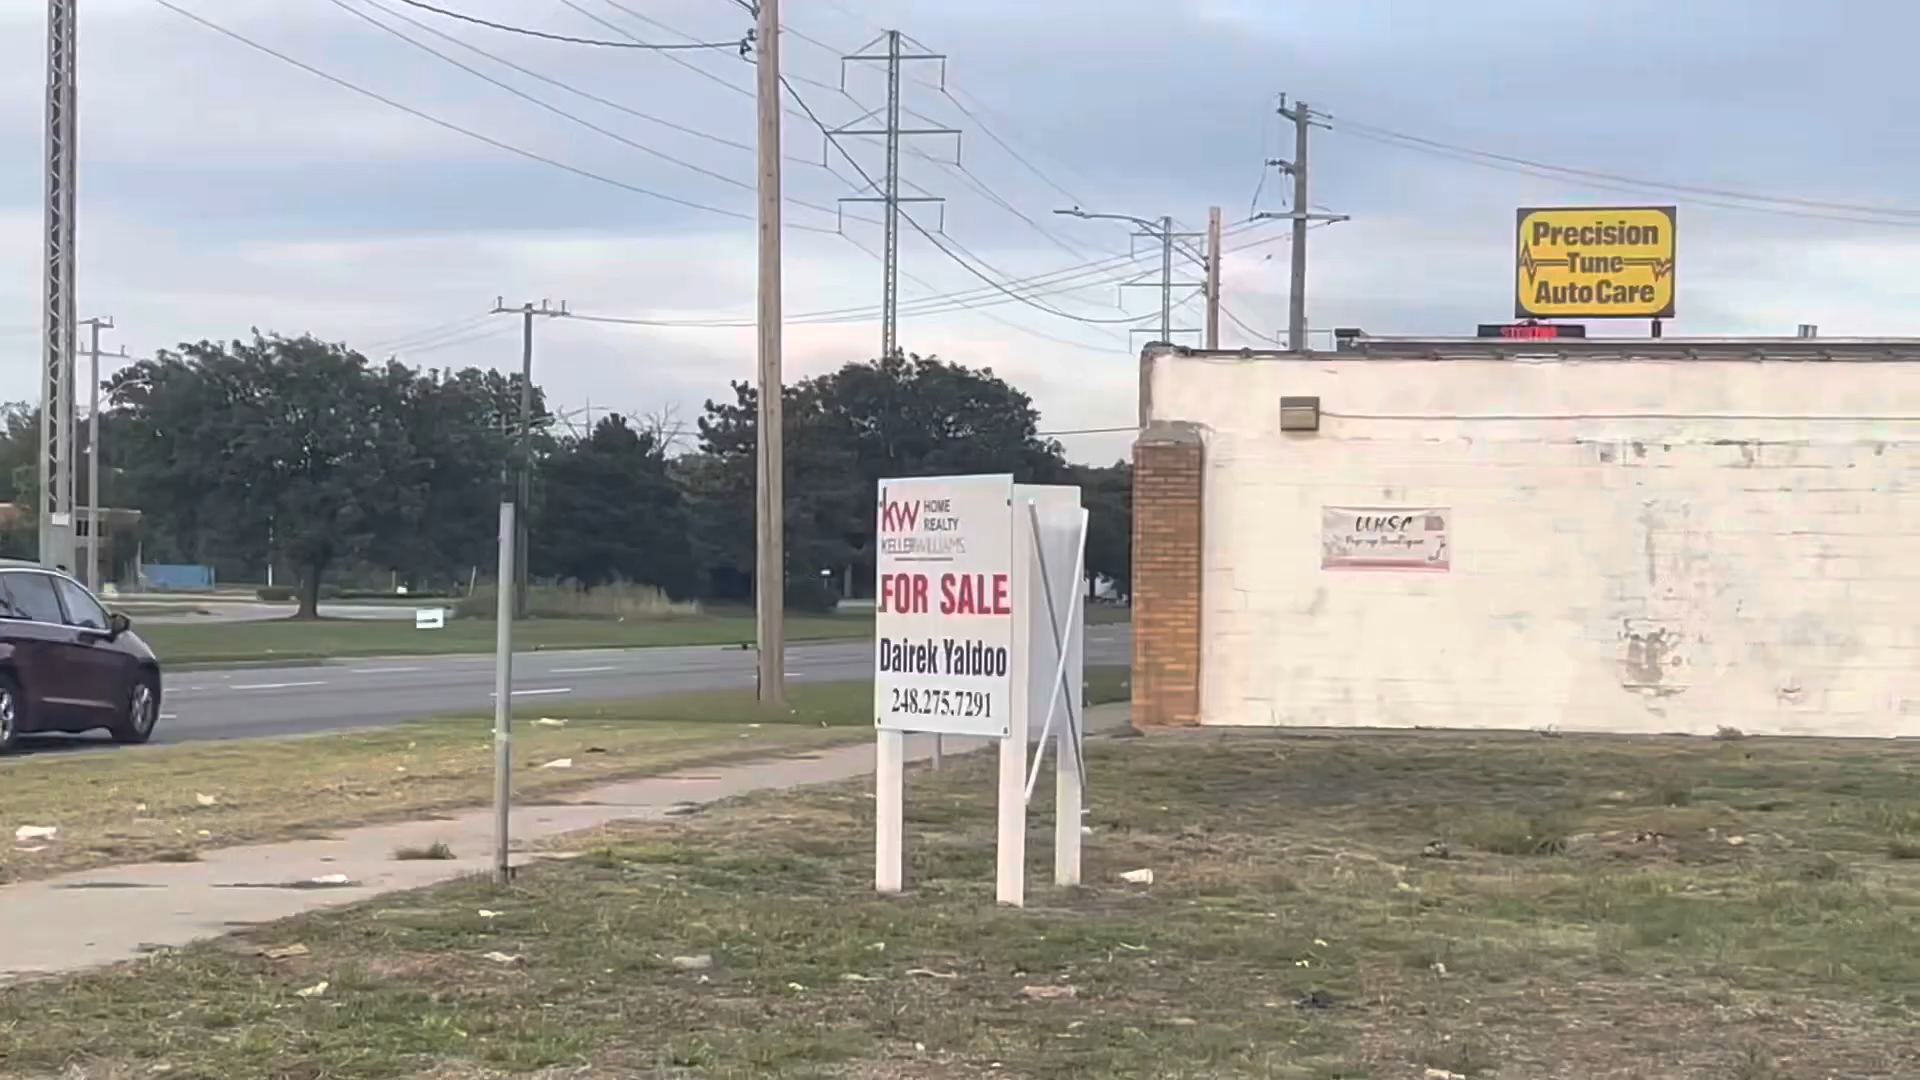 Precision
Tune
AutoCare
kw HOME
REALTY
KELLERWILLIAMS
FOR SALE
Dairek Yaldoo
248.275.7291
UHSC